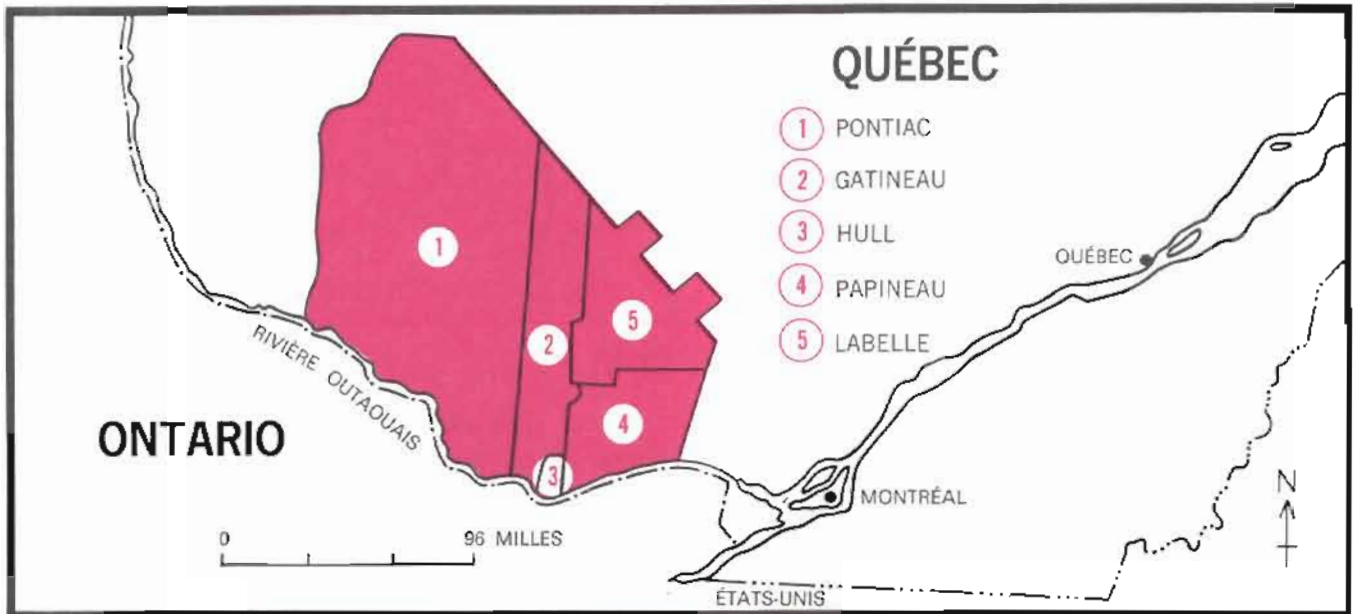 QUÉBEC
1 PONTIAC
2 GATINEAU
3 HULL
4 PAPINEAU
5 LABELLE
1
2
5
4
3
QUÉBEC
RIVIÈRE OUTAOUAIS
ONTARIO
MONTRÉAL
N
0 96 MILLES
ÉTATS-UNIS